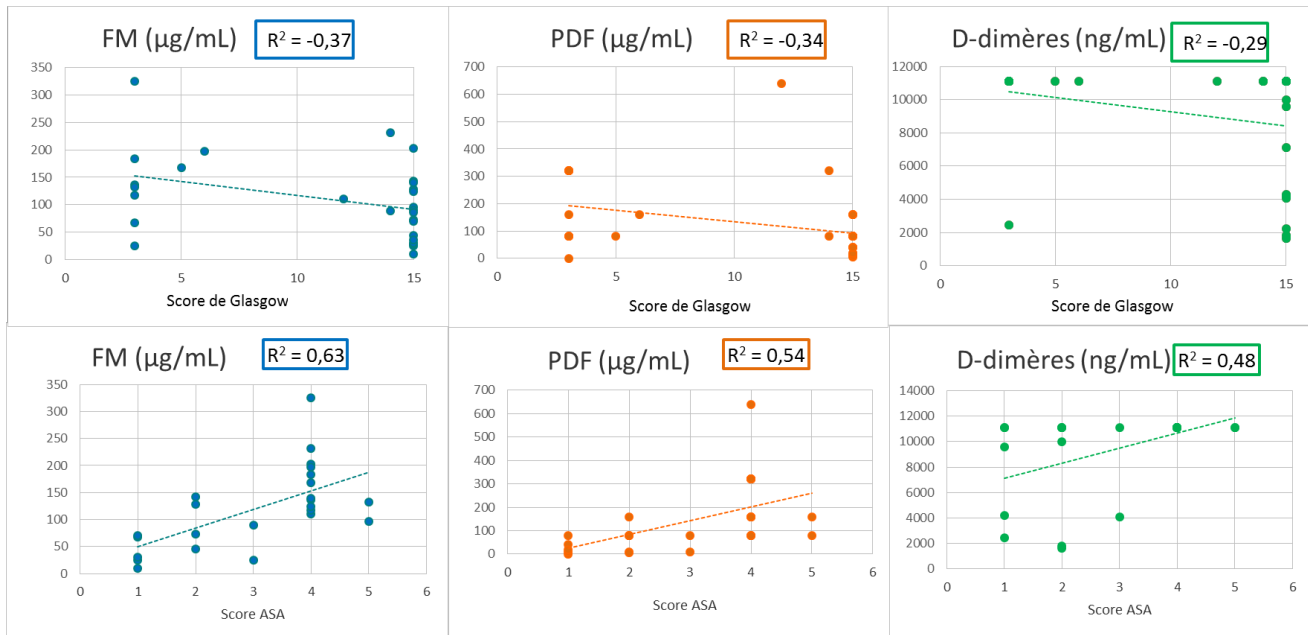 FM (µg/mL) R² = -0,37
350
300
250
200
150
100
50
0
0 5 10 15
Score de Glasgow
PDF (µg/mL) R² = -0,34
700
600
500
400
300
200
100
0
0 5 10 15
Score de Glasgow
D-dimères (ng/mL) R² = -0,29
12000
10000
8000
6000
4000
2000
0
0 5 10 15
Score de Glasgow
FM (µg/mL) R² = 0,63
350
300
250
200
150
100
50
0
0 1 2 3 4 5 6
Score ASA
PDF (µg/mL) R² = 0,54
700
600
500
400
300
200
100
0
0 1 2 3 4 5 6
Score ASA
D-dimères (ng/mL) R² = 0,48
14000
12000
10000
8000
6000
4000
2000
0
0 1 2 3 4 5 6
Score ASA